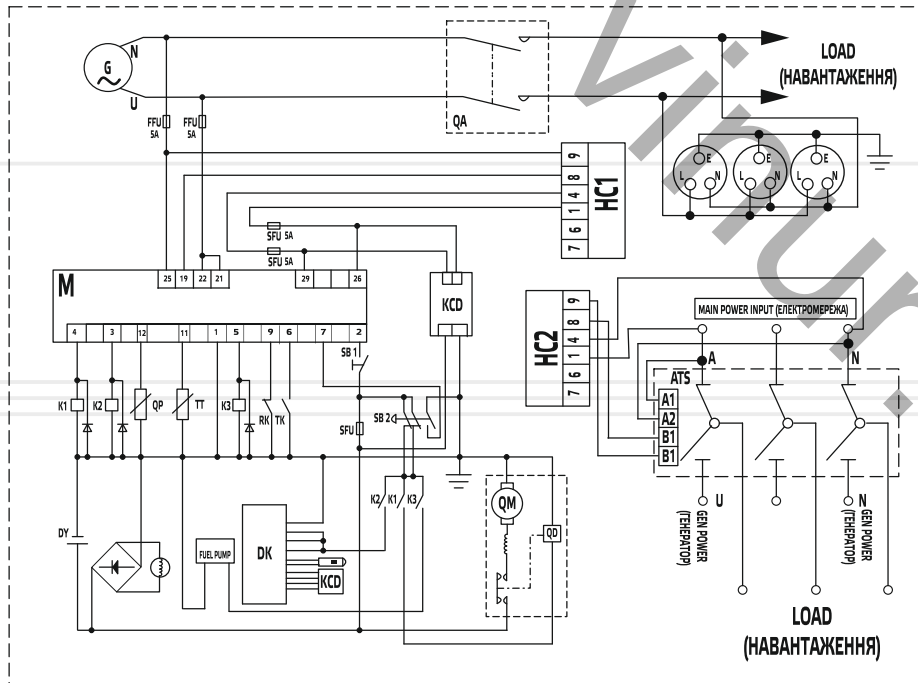 N
G
U
FFU 5A
FFU 5A
QA
LOAD
(НАВАНТАЖЕННЯ)
E
L
N
E
L
N
E
L
N
9
8
4
1
6
7
HC1
SFU 5A
SFU 5A
M
25
19
22
21
29
26
4
3
12
11
1
5
9
6
7
2
KCD
HC2
9
8
4
1
6
7
MAIN POWER INPUT (ЕЛЕКТРОМЕРЕЖА)
A
N
ATS
A1
A2
B1
B1
SB 1
K1
K2
QP
TT
K3
RK
TK
SFU
SB 2
K2
K1
K3
DY
FUEL PUMP
DK
KCD
QM
QD
U
GEN POWER
(ГЕНЕРАТОР)
N
GEN POWER
(ГЕНЕРАТОР)
LOAD
(НАВАНТАЖЕННЯ)
vinur.